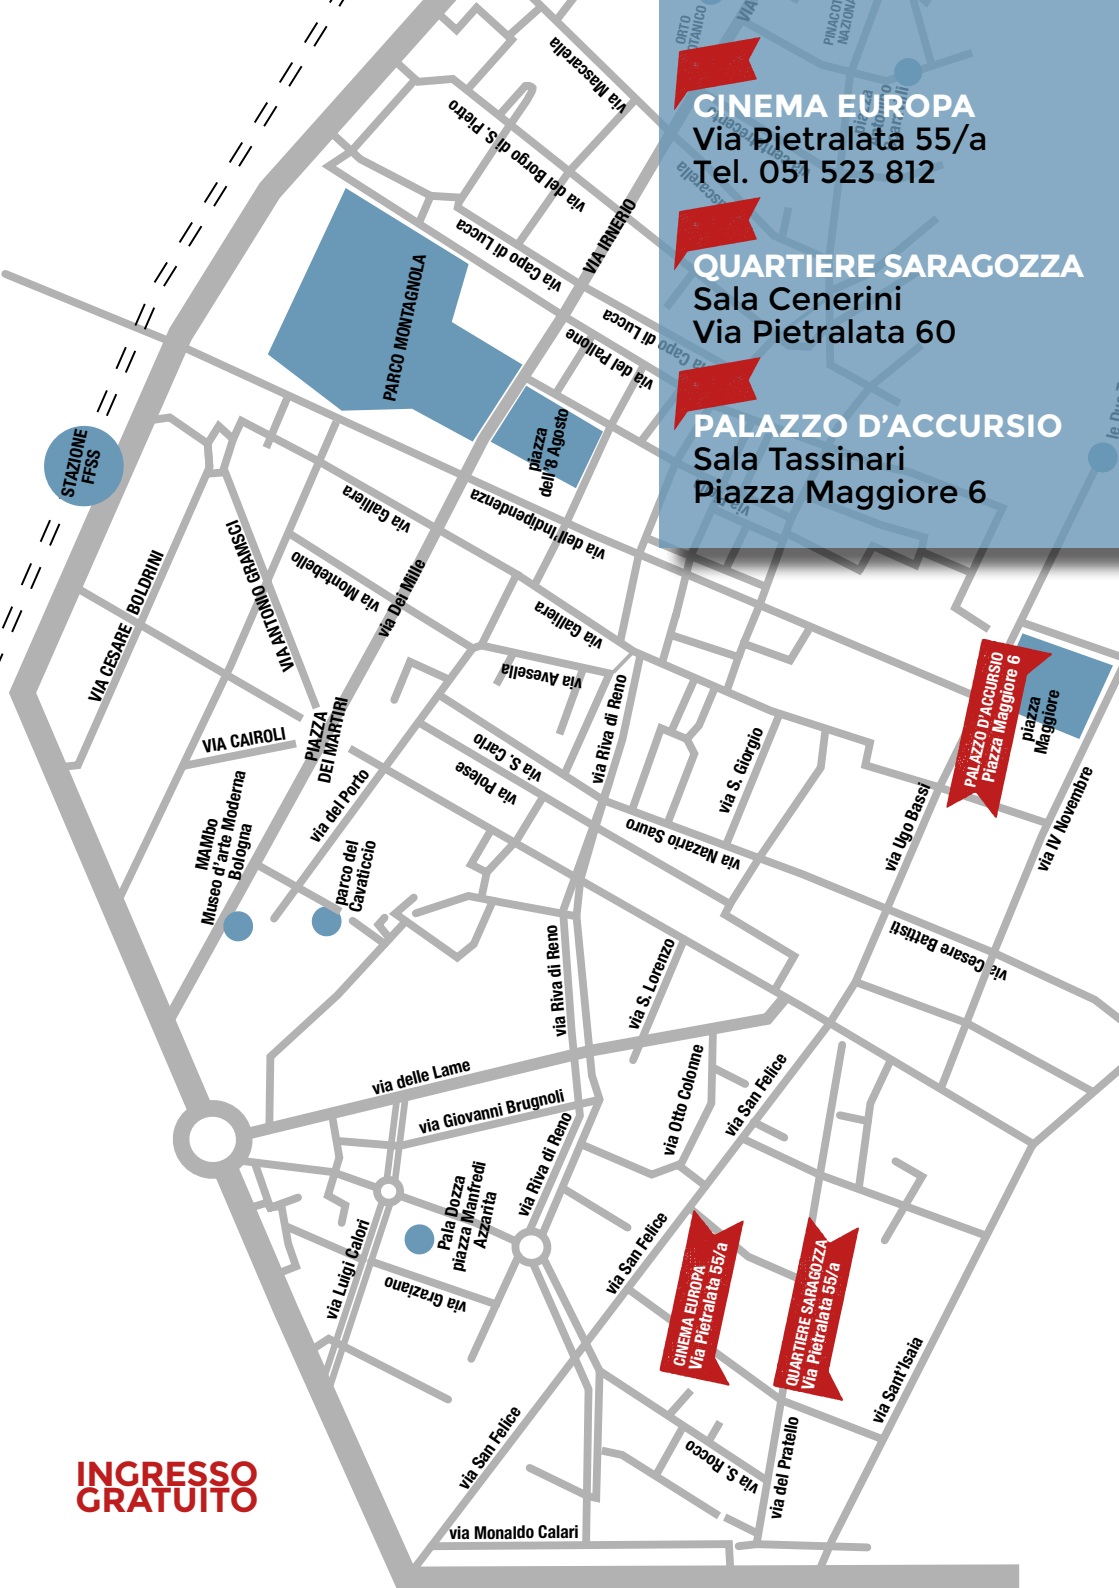 CINEMA EUROPA
Via Pietralata 55/a
Tel. 051 523 812
QUARTIERE SARAGOZZA
Sala Cenerini
Via Pietralata 60
PALAZZO D'ACCURSIO
Sala Tassinari
Piazza Maggiore 6
ORTO
PINACOT
NAZIONA
VIA
piazza
via Mascarella
via del Borgo di S. Pietro
via Capo di Lucca
VIA IRNERIO
PARCO MONTAGNOLA
via Capo di Lucca
via del Pallone
piazza
dell'8 Agosto
STAZIONE
FFSS
via Galliera
via dell'Indipendenza
via Montebello
via Dei Mille
VIA CESARE BOLDRINI
VIA ANTONIO GRAMSCI
via Galliera
via Avesella
via Riva di Reno
PIAZZA
DEI MARTIRI
VIA CAIROLI
via S. Carlo
via Polese
via del Porto
via S. Giorgio
via Nazario Sauro
PALAZZO D'ACCURSIO
Piazza Maggiore 6
piazza
Maggiore
via Ugo Bassi
via IV Novembre
MAMbo
Museo d'arte Moderna
Bologna
parco del
Cavaticcio
via Riva di Reno
via S. Lorenzo
via Cesare Battisti
via delle Lame
via Giovanni Brugnoli
via Otto Colonne
via San Felice
via Riva di Reno
Pala Dozza
piazza Manfredi
Azzarita
via Luigi Calori
via Graziano
via San Felice
CINEMA EUROPA
Via Pietralata 55/a
QUARTIERE SARAGOZZA
Via Pietralata 55/a
via Sant'Isaia
via San Felice
via S. Rocco
via del Pratello
via Monaldo Calari
INGRESSO
GRATUITO